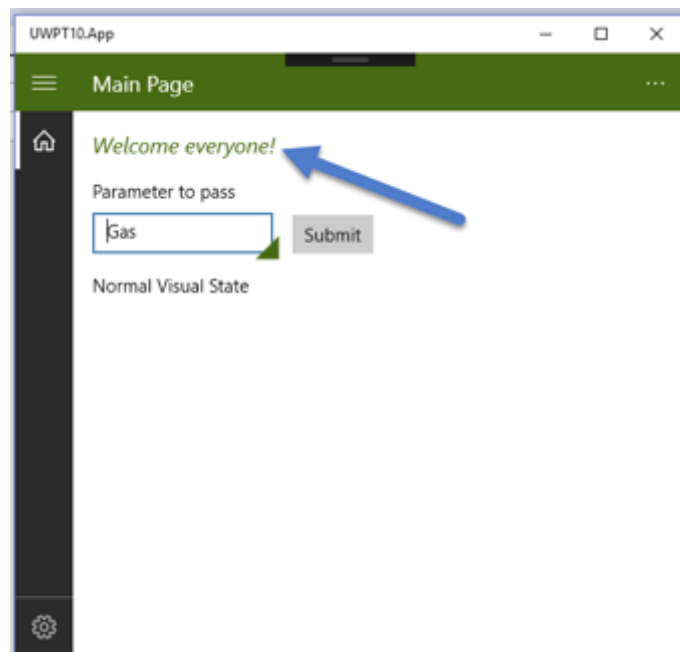 UWPT10.App
Main Page
Welcome everyone!
Parameter to pass
Gas
Submit
Normal Visual State